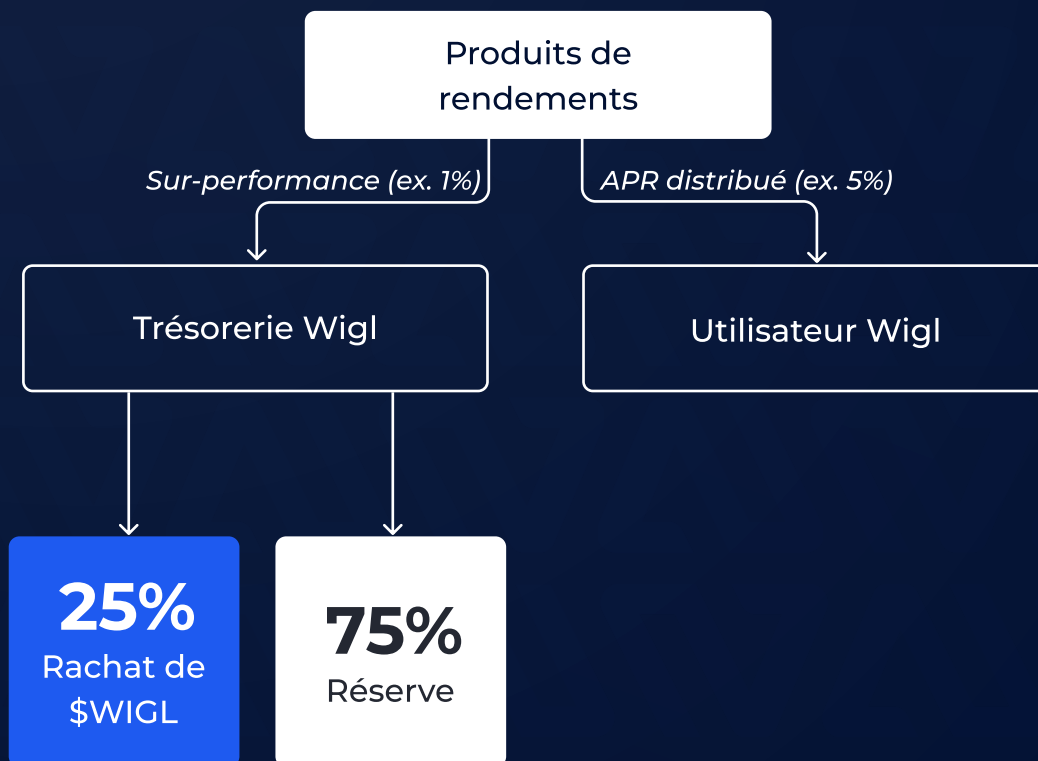 Produits de
rendements
Sur-performance (ex. 1%)
APR distribué (ex. 5%)
Trésorerie Wigl
Utilisateur Wigl
25%
Rachat de
$WIGL
75%
Réserve